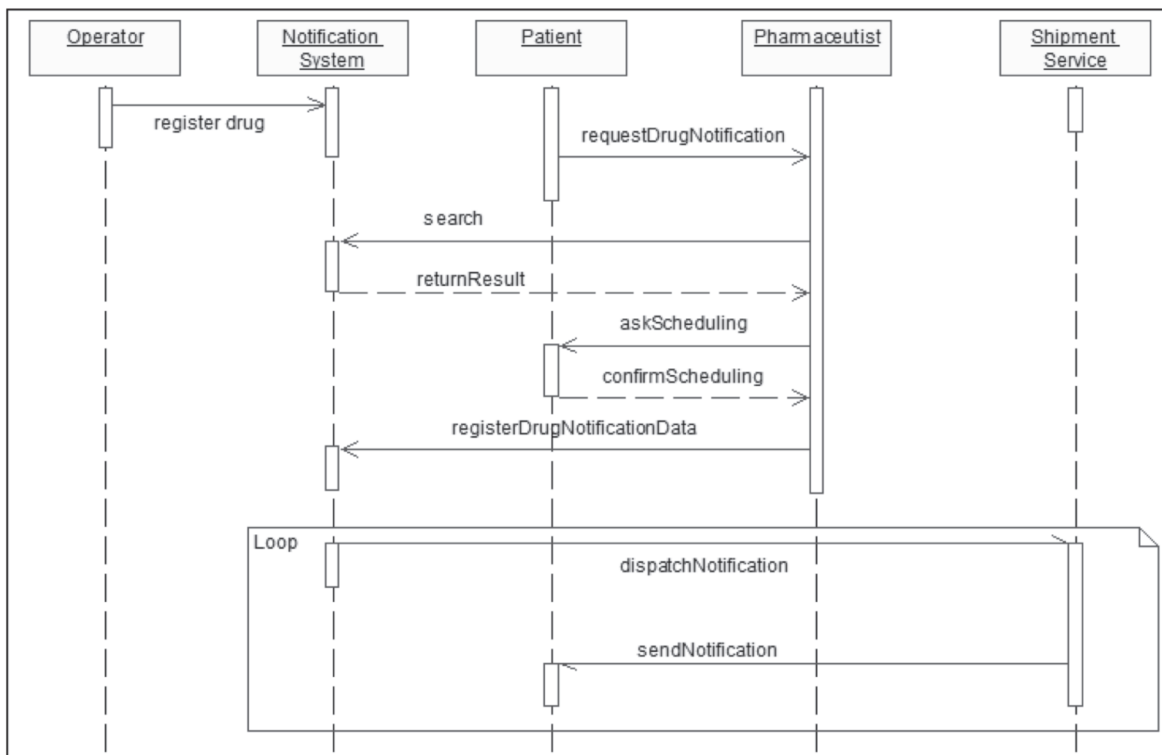 Operator
Notification
System
Patient
Pharmaceutist
Shipment
Service
register drug
requestDrugNotification
search
returnResult
askScheduling
confirmScheduling
registerDrugNotificationData
Loop
dispatchNotification
sendNotification